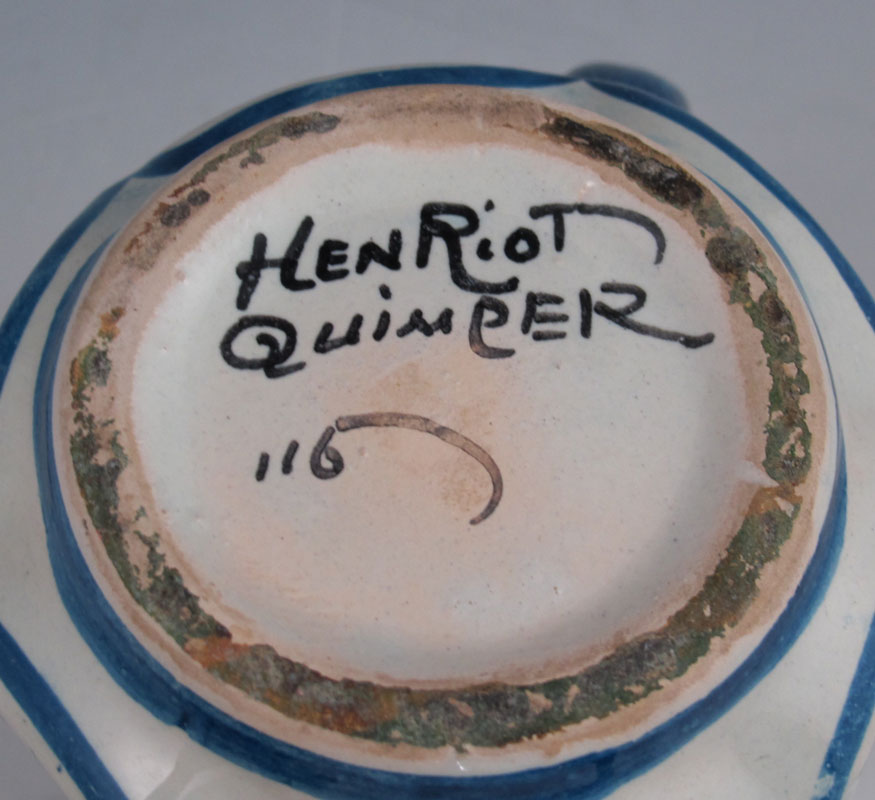 HENRiOT
QUiMPER
116